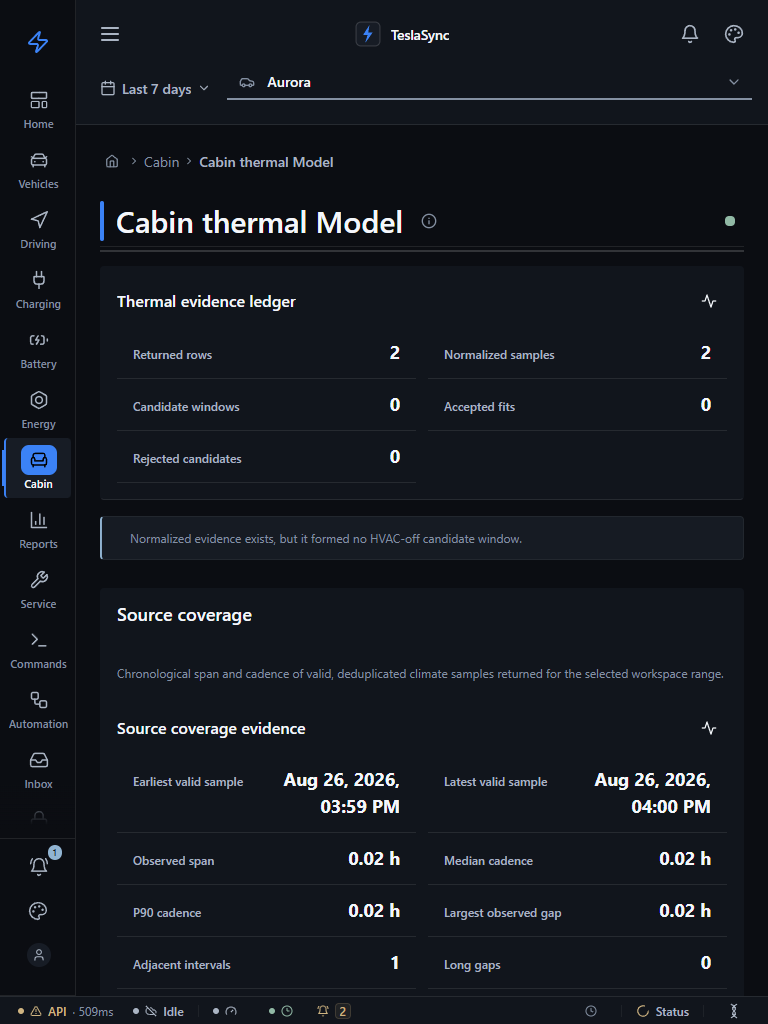 TeslaSync
Last 7 days
Aurora
Home
Vehicles
Driving
Charging
Battery
Energy
Cabin
Reports
Service
Commands
Automation
Inbox
1
Cabin
Cabin thermal Model
Cabin thermal Model
Thermal evidence ledger
Returned rows 2
Normalized samples 2
Candidate windows 0
Accepted fits 0
Rejected candidates 0
Normalized evidence exists, but it formed no HVAC-off candidate window.
Source coverage
Chronological span and cadence of valid, deduplicated climate samples returned for the selected workspace range.
Source coverage evidence
Earliest valid sample Aug 26, 2026,
03:59 PM
Latest valid sample Aug 26, 2026,
04:00 PM
Observed span 0.02 h
Median cadence 0.02 h
P90 cadence 0.02 h
Largest observed gap 0.02 h
Adjacent intervals 1
Long gaps 0
API · 509ms
Idle
2
Status